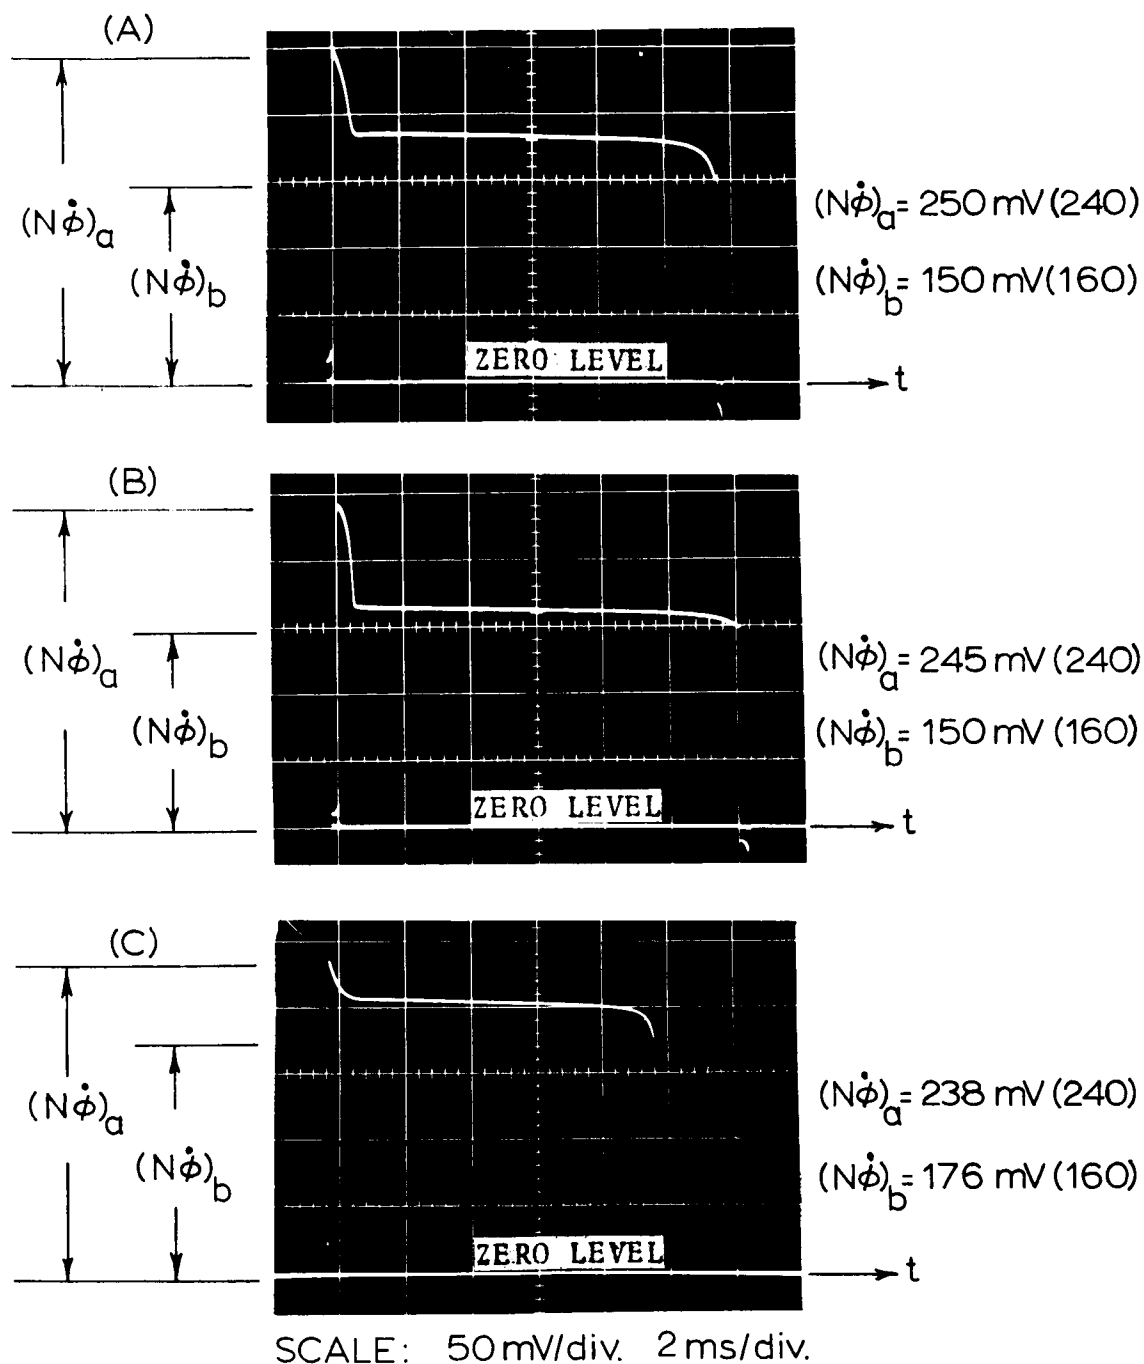 (A)
(Nφ̇)a
(Nφ̇)b
ZERO LEVEL
t
(Nφ̇)a = 250 mV (240)
(Nφ̇)b = 150 mV (160)
(B)
(Nφ̇)a
(Nφ̇)b
ZERO LEVEL
t
(Nφ̇)a = 245 mV (240)
(Nφ̇)b = 150 mV (160)
(C)
(Nφ̇)a
(Nφ̇)b
ZERO LEVEL
t
(Nφ̇)a = 238 mV (240)
(Nφ̇)b = 176 mV (160)
SCALE: 50 mV/div. 2 ms/div.